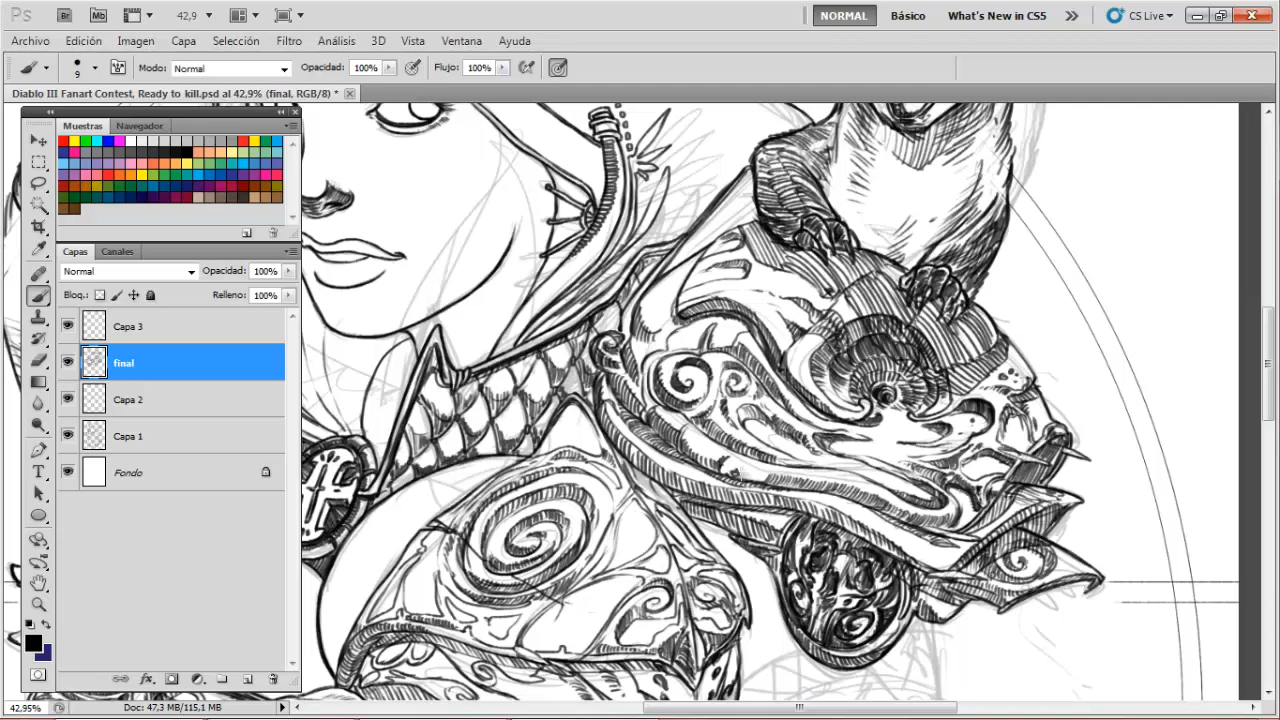 Ps Br Mb 42,9 NORMAL Básico What's New in CS5 CS Live
Archivo Edición Imagen Capa Selección Filtro Análisis 3D Vista Ventana Ayuda
9 Modo: Normal Opacidad: 100% Flujo: 100%
Diablo III Fanart Contest, Ready to kill.psd al 42,9% (final, RGB/8) *
Muestras Navegador
Capas Canales
Normal Opacidad: 100%
Bloq.: Relleno: 100%
Capa 3
final
Capa 2
Capa 1
Fondo
fx
42,95% Doc: 47,3 MB/115,1 MB